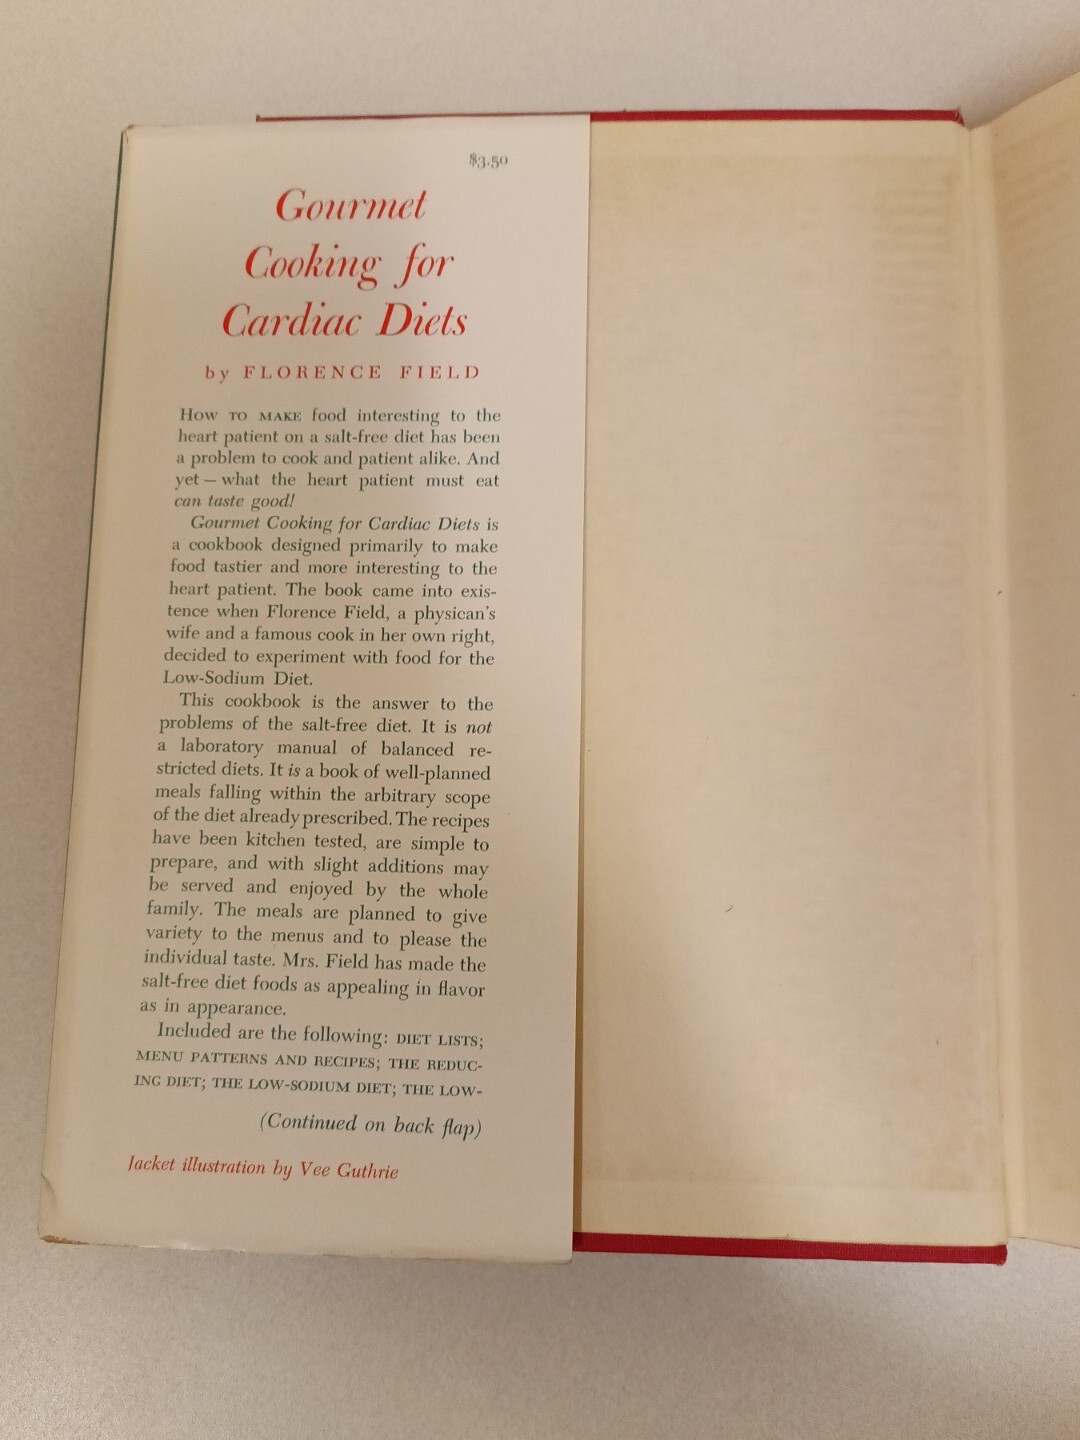 $3.50
Gourmet
Cooking for
Cardiac Diets
by FLORENCE FIELD
HOW TO MAKE food interesting to the
heart patient on a salt-free diet has been
a problem to cook and patient alike. And
yet — what the heart patient must eat
can taste good!
Gourmet Cooking for Cardiac Diets is
a cookbook designed primarily to make
food tastier and more interesting to the
heart patient. The book came into exis-
tence when Florence Field, a physican's
wife and a famous cook in her own right,
decided to experiment with food for the
Low-Sodium Diet.
This cookbook is the answer to the
problems of the salt-free diet. It is not
a laboratory manual of balanced re-
stricted diets. It is a book of well-planned
meals falling within the arbitrary scope
of the diet already prescribed. The recipes
have been kitchen tested, are simple to
prepare, and with slight additions may
be served and enjoyed by the whole
family. The meals are planned to give
variety to the menus and to please the
individual taste. Mrs. Field has made the
salt-free diet foods as appealing in flavor
as in appearance.
Included are the following: DIET LISTS;
MENU PATTERNS AND RECIPES; THE REDUC-
ING DIET; THE LOW-SODIUM DIET; THE LOW-
(Continued on back flap)
Jacket illustration by Vee Guthrie